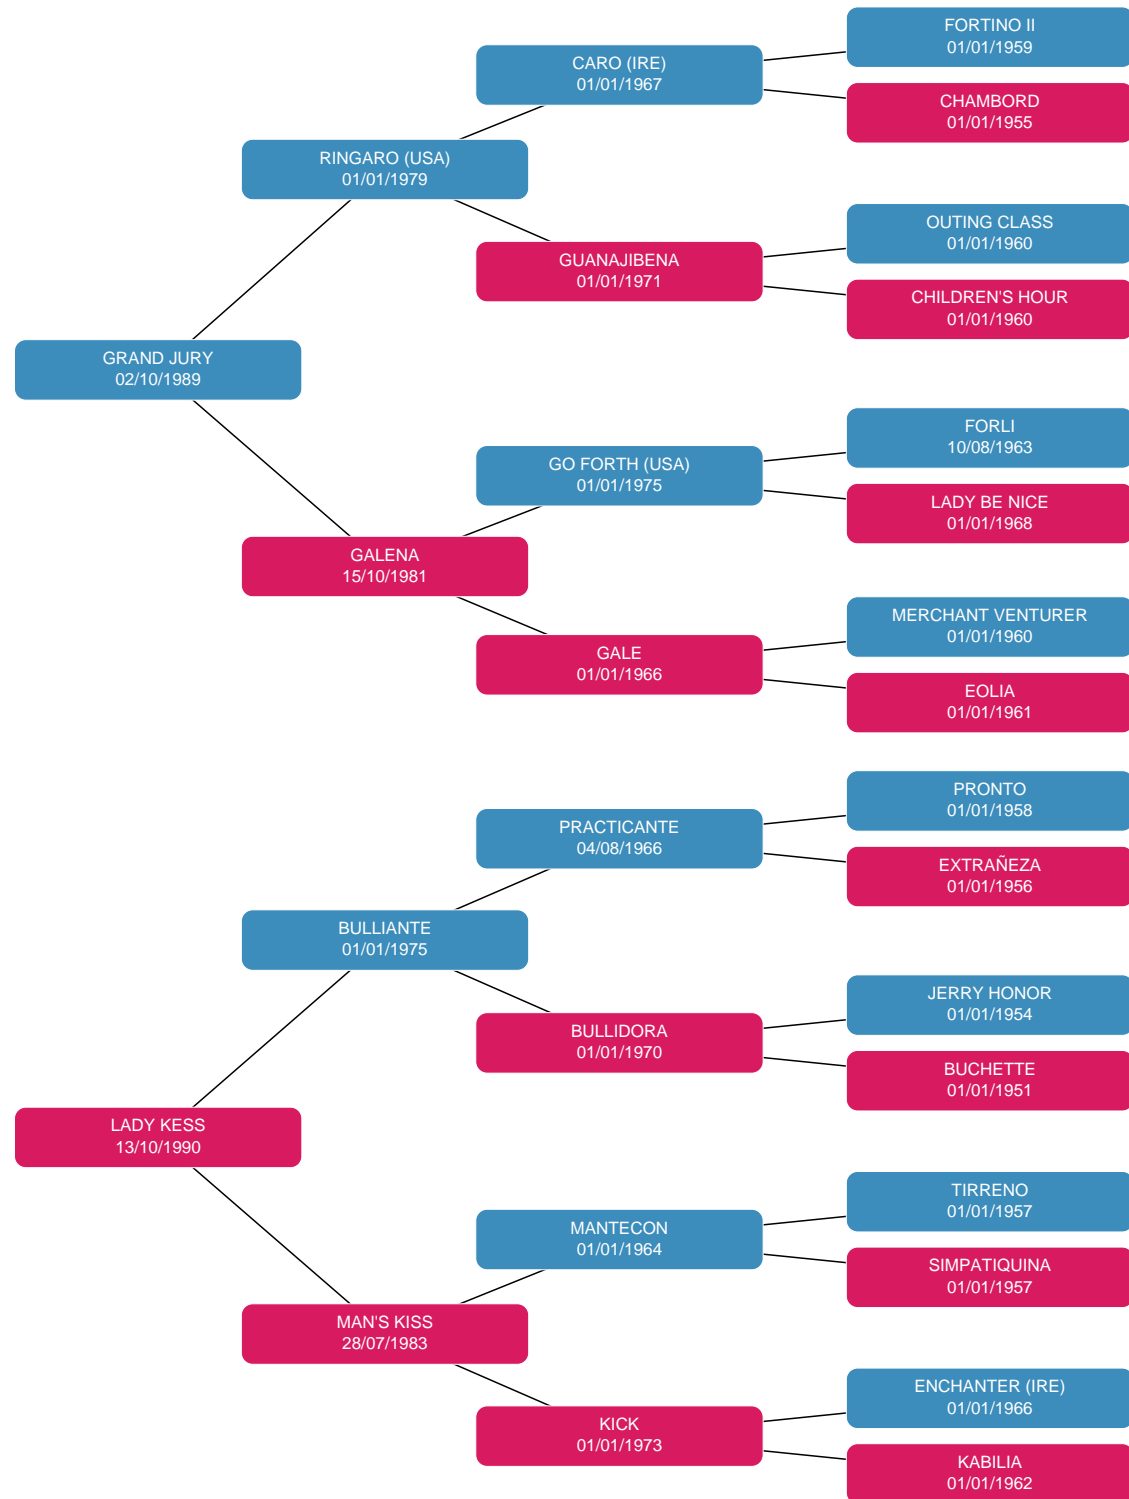 FORTINO II
01/01/1959
CARO (IRE)
01/01/1967
CHAMBORD
01/01/1955
RINGARO (USA)
01/01/1979
OUTING CLASS
01/01/1960
GUANAJIBENA
01/01/1971
CHILDREN'S HOUR
01/01/1960
GRAND JURY
02/10/1989
FORLI
10/08/1963
GO FORTH (USA)
01/01/1975
LADY BE NICE
01/01/1968
GALENA
15/10/1981
MERCHANT VENTURER
01/01/1960
GALE
01/01/1966
EOLIA
01/01/1961
PRONTO
01/01/1958
PRACTICANTE
04/08/1966
EXTRAÑEZA
01/01/1956
BULLIANTE
01/01/1975
JERRY HONOR
01/01/1954
BULLIDORA
01/01/1970
BUCHETTE
01/01/1951
LADY KESS
13/10/1990
TIRRENO
01/01/1957
MANTECON
01/01/1964
SIMPATIQUINA
01/01/1957
MAN'S KISS
28/07/1983
ENCHANTER (IRE)
01/01/1966
KICK
01/01/1973
KABILIA
01/01/1962